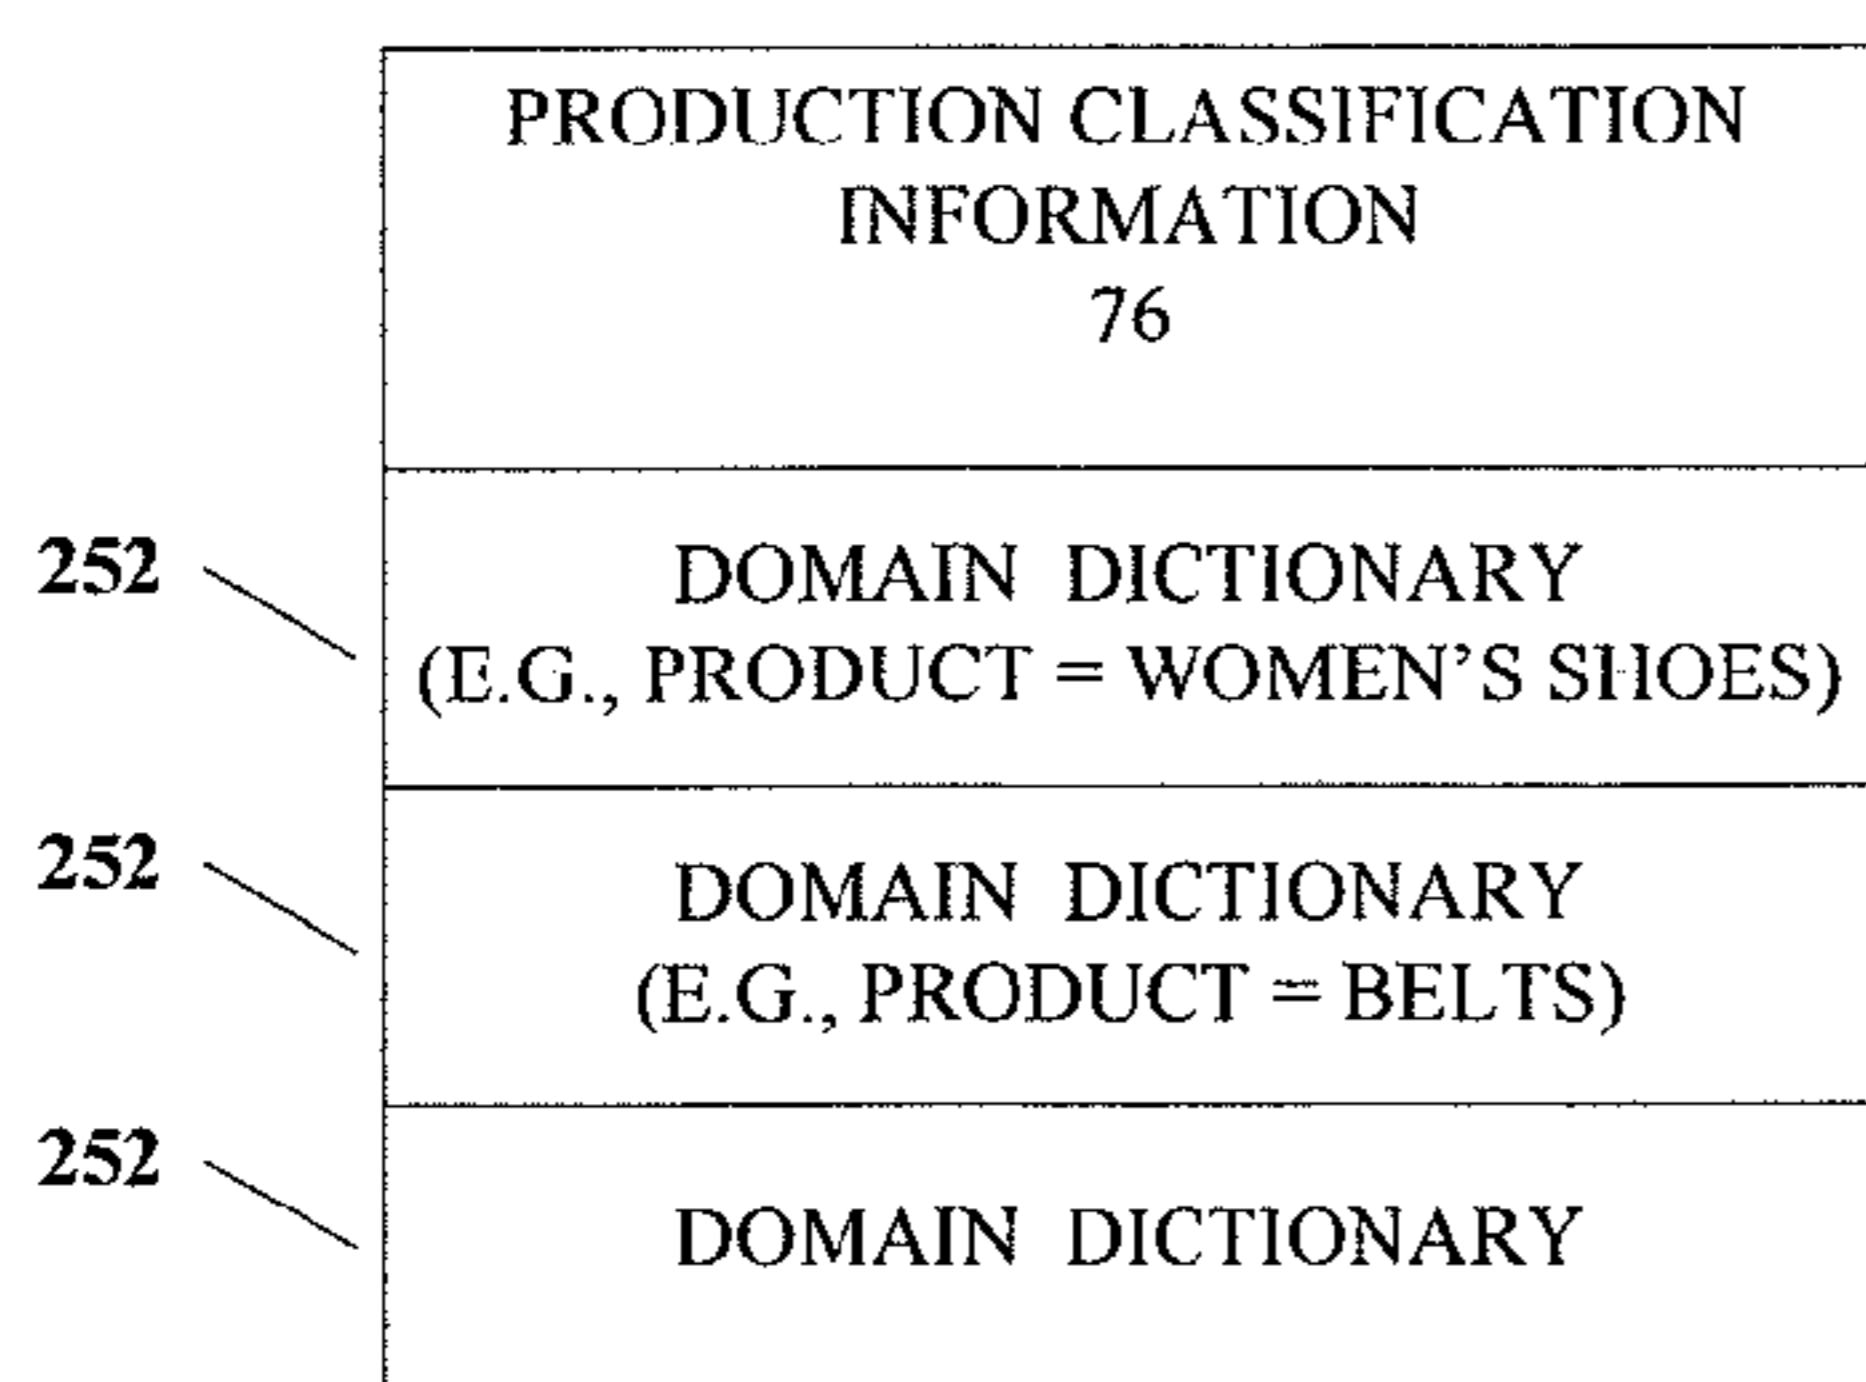 PRODUCTION CLASSIFICATION
INFORMATION
76
252
DOMAIN DICTIONARY
(E.G., PRODUCT = WOMEN'S SHOES)
252
DOMAIN DICTIONARY
(E.G., PRODUCT = BELTS)
252
DOMAIN DICTIONARY